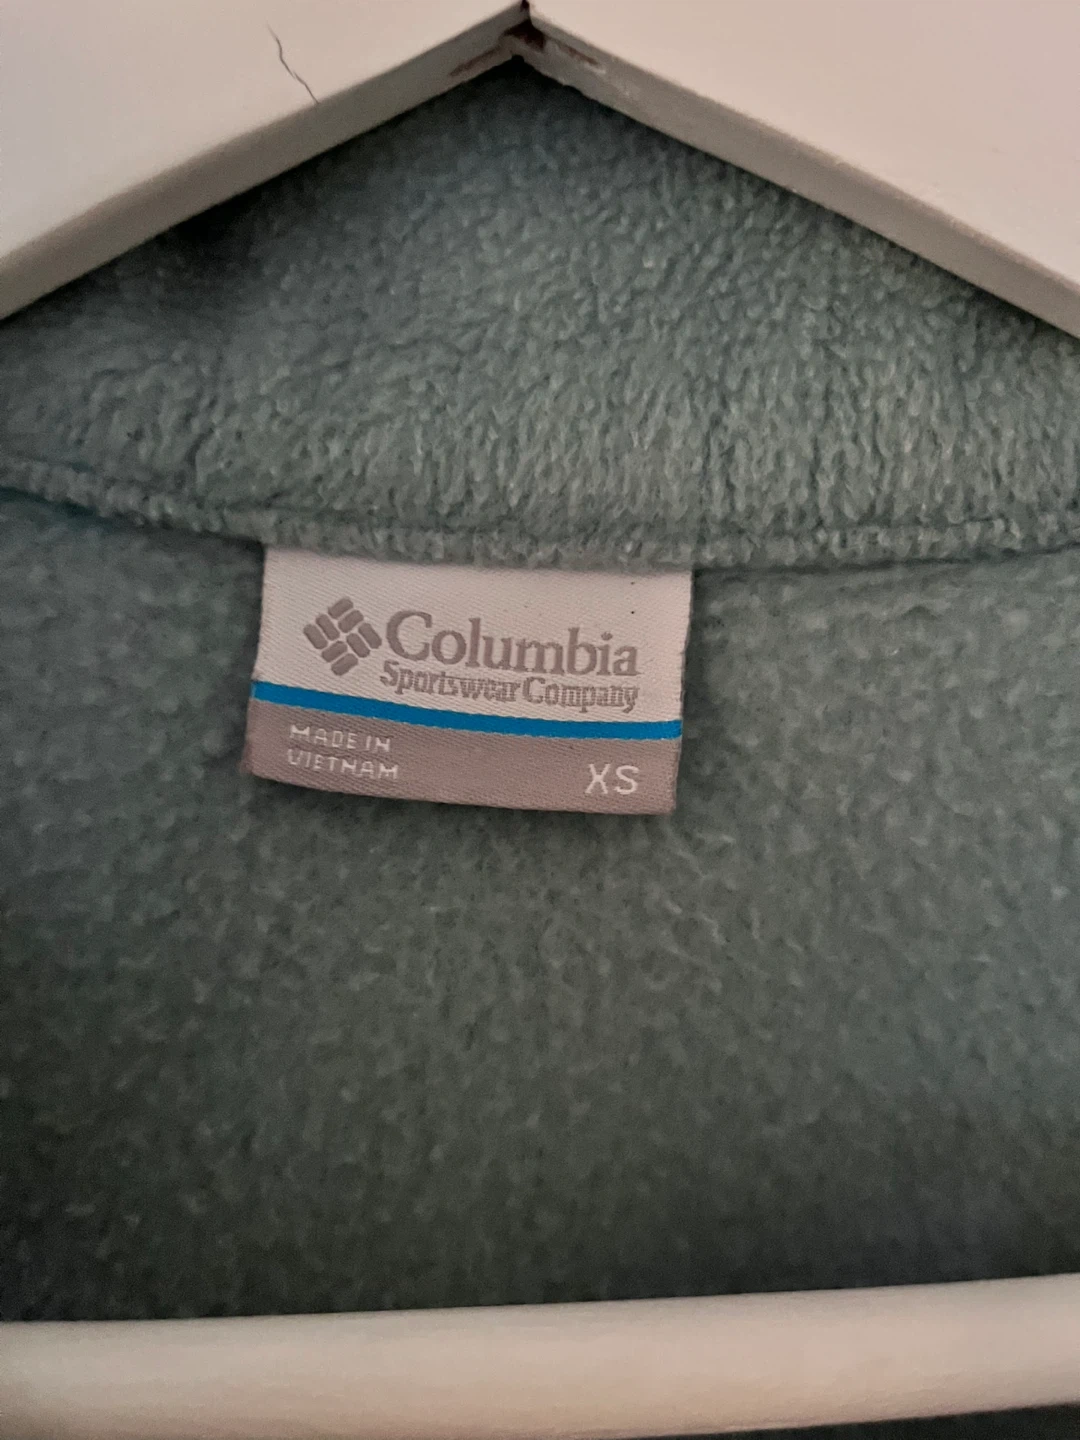 Columbia
Sportswear Company
MADE IN
VIETNAM
XS